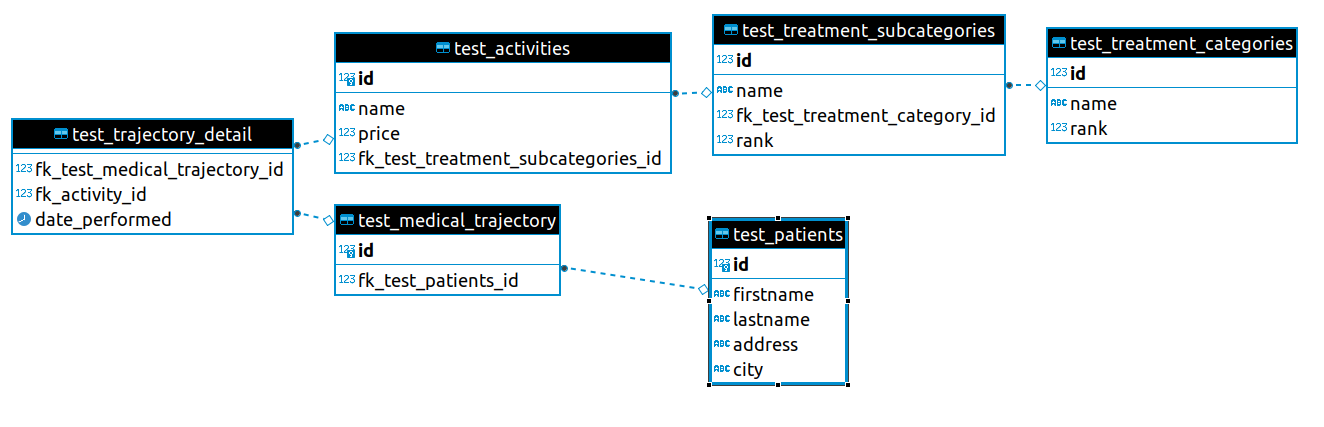 test_trajectory_detail
123 fk_test_medical_trajectory_id
123 fk_activity_id
date_performed
test_activities
123 id
ABC name
123 price
123 fk_test_treatment_subcategories_id
test_medical_trajectory
123 id
123 fk_test_patients_id
test_treatment_subcategories
123 id
ABC name
123 fk_test_treatment_category_id
123 rank
test_patients
123 id
ABC firstname
ABC lastname
ABC address
ABC city
test_treatment_categories
123 id
ABC name
123 rank